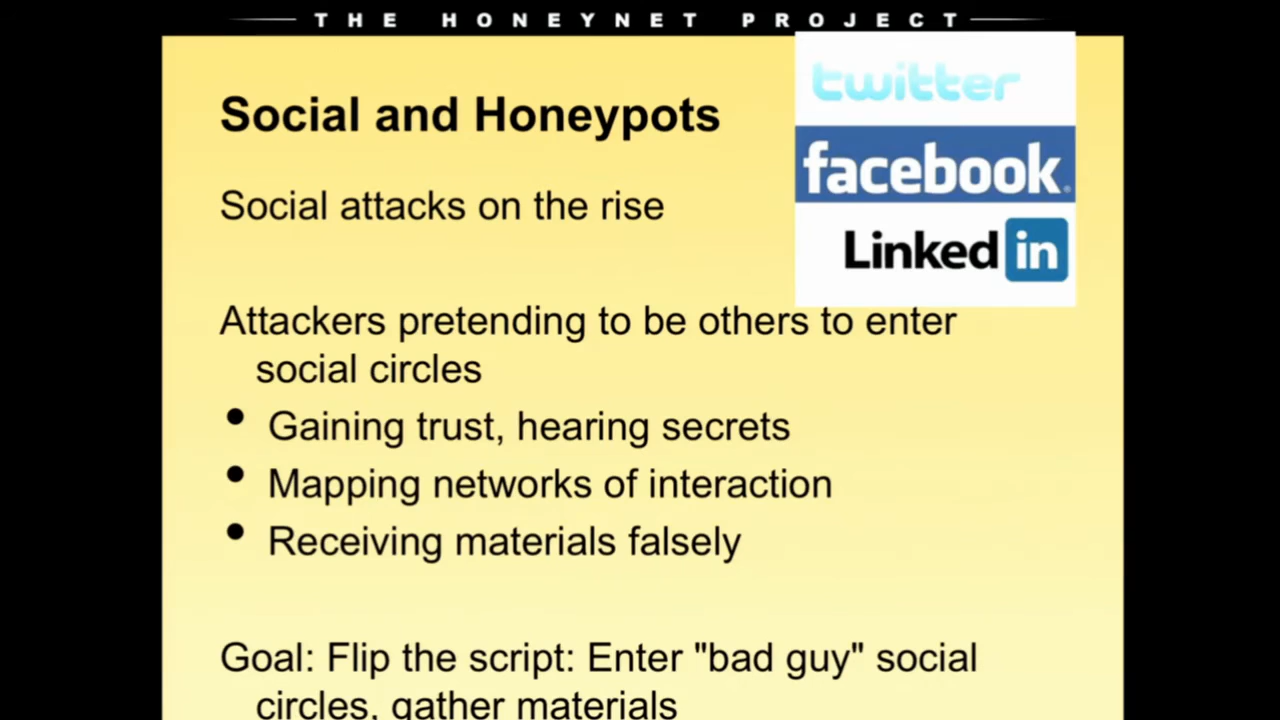 THE HONEYNET PROJECT
twitter
facebook®
Linked in
Social and Honeypots
Social attacks on the rise
Attackers pretending to be others to enter
social circles
• Gaining trust, hearing secrets
• Mapping networks of interaction
• Receiving materials falsely
Goal: Flip the script: Enter "bad guy" social
circles, gather materials